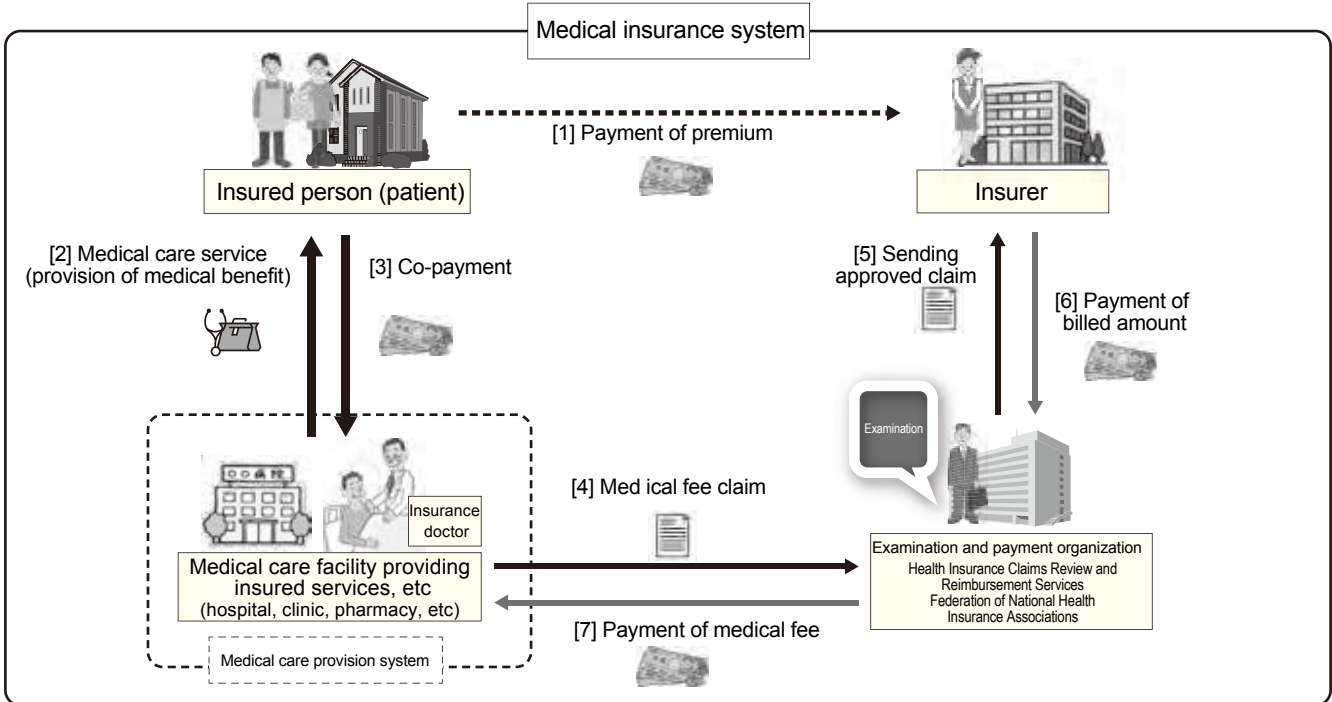 Medical insurance system
[1] Payment of premium
Insured person (patient)
Insurer
[2] Medical care service
(provision of medical benefit)
[3] Co-payment
[5] Sending
approved claim
[6] Payment of
billed amount
Examination
病院
Insurance
doctor
[4] Med ical fee claim
Medical care facility providing
insured services, etc
(hospital, clinic, pharmacy, etc)
Examination and payment organization
Health Insurance Claims Review and
Reimbursement Services
Federation of National Health
Insurance Associations
[7] Payment of medical fee
Medical care provision system